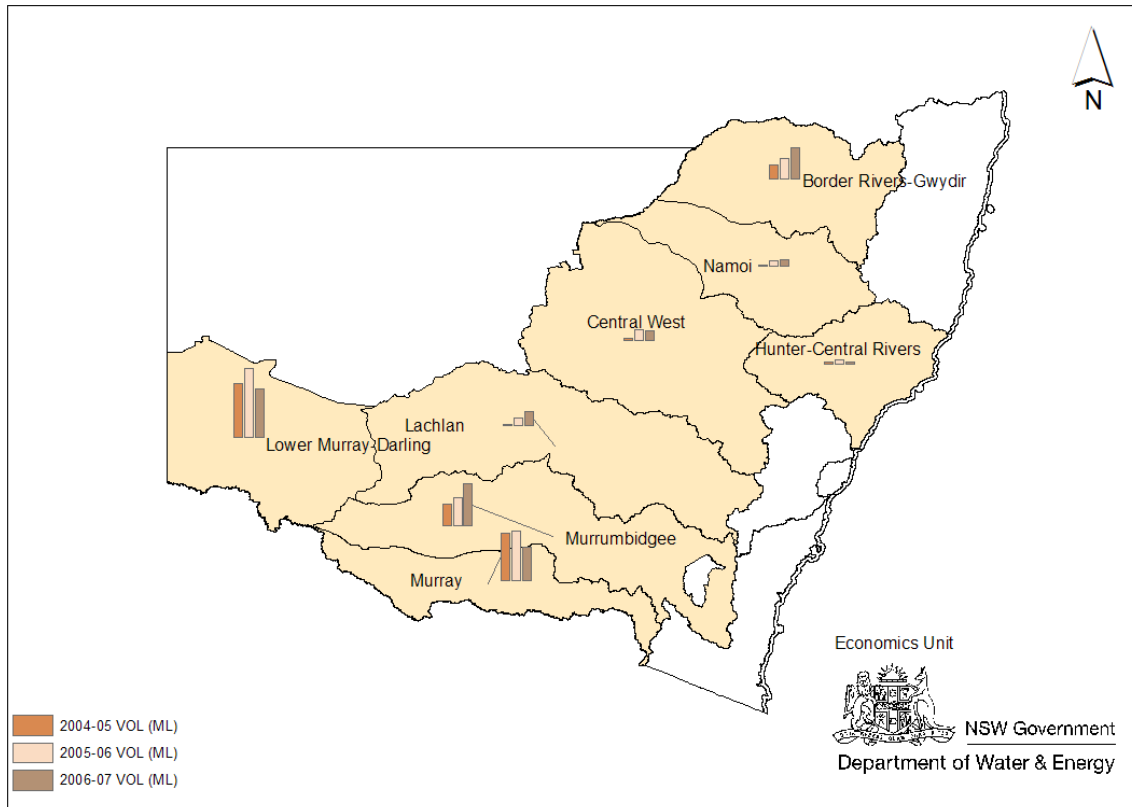 N
Border Rivers-Gwydir
Namoi
Central West
Hunter-Central Rivers
Lachlan
Lower Murray-Darling
Murrumbidgee
Murray
Economics Unit
2004-05 VOL (ML)
2005-06 VOL (ML)
2006-07 VOL (ML)
NSW Government
Department of Water & Energy